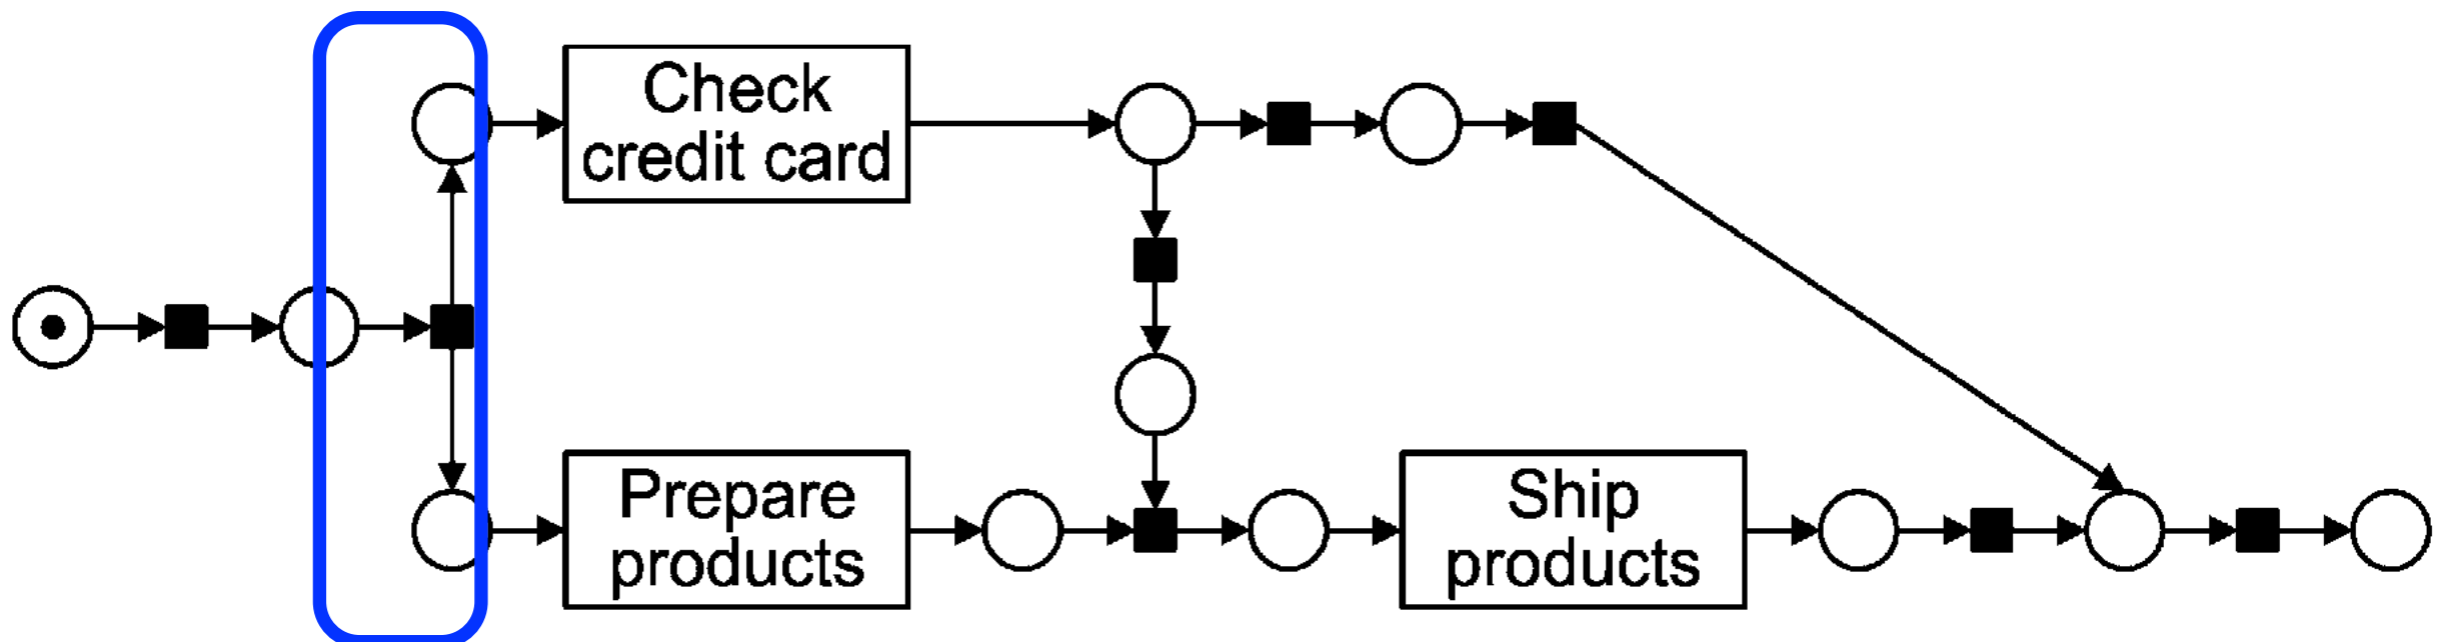 Check
credit card
Prepare
products
Ship
products